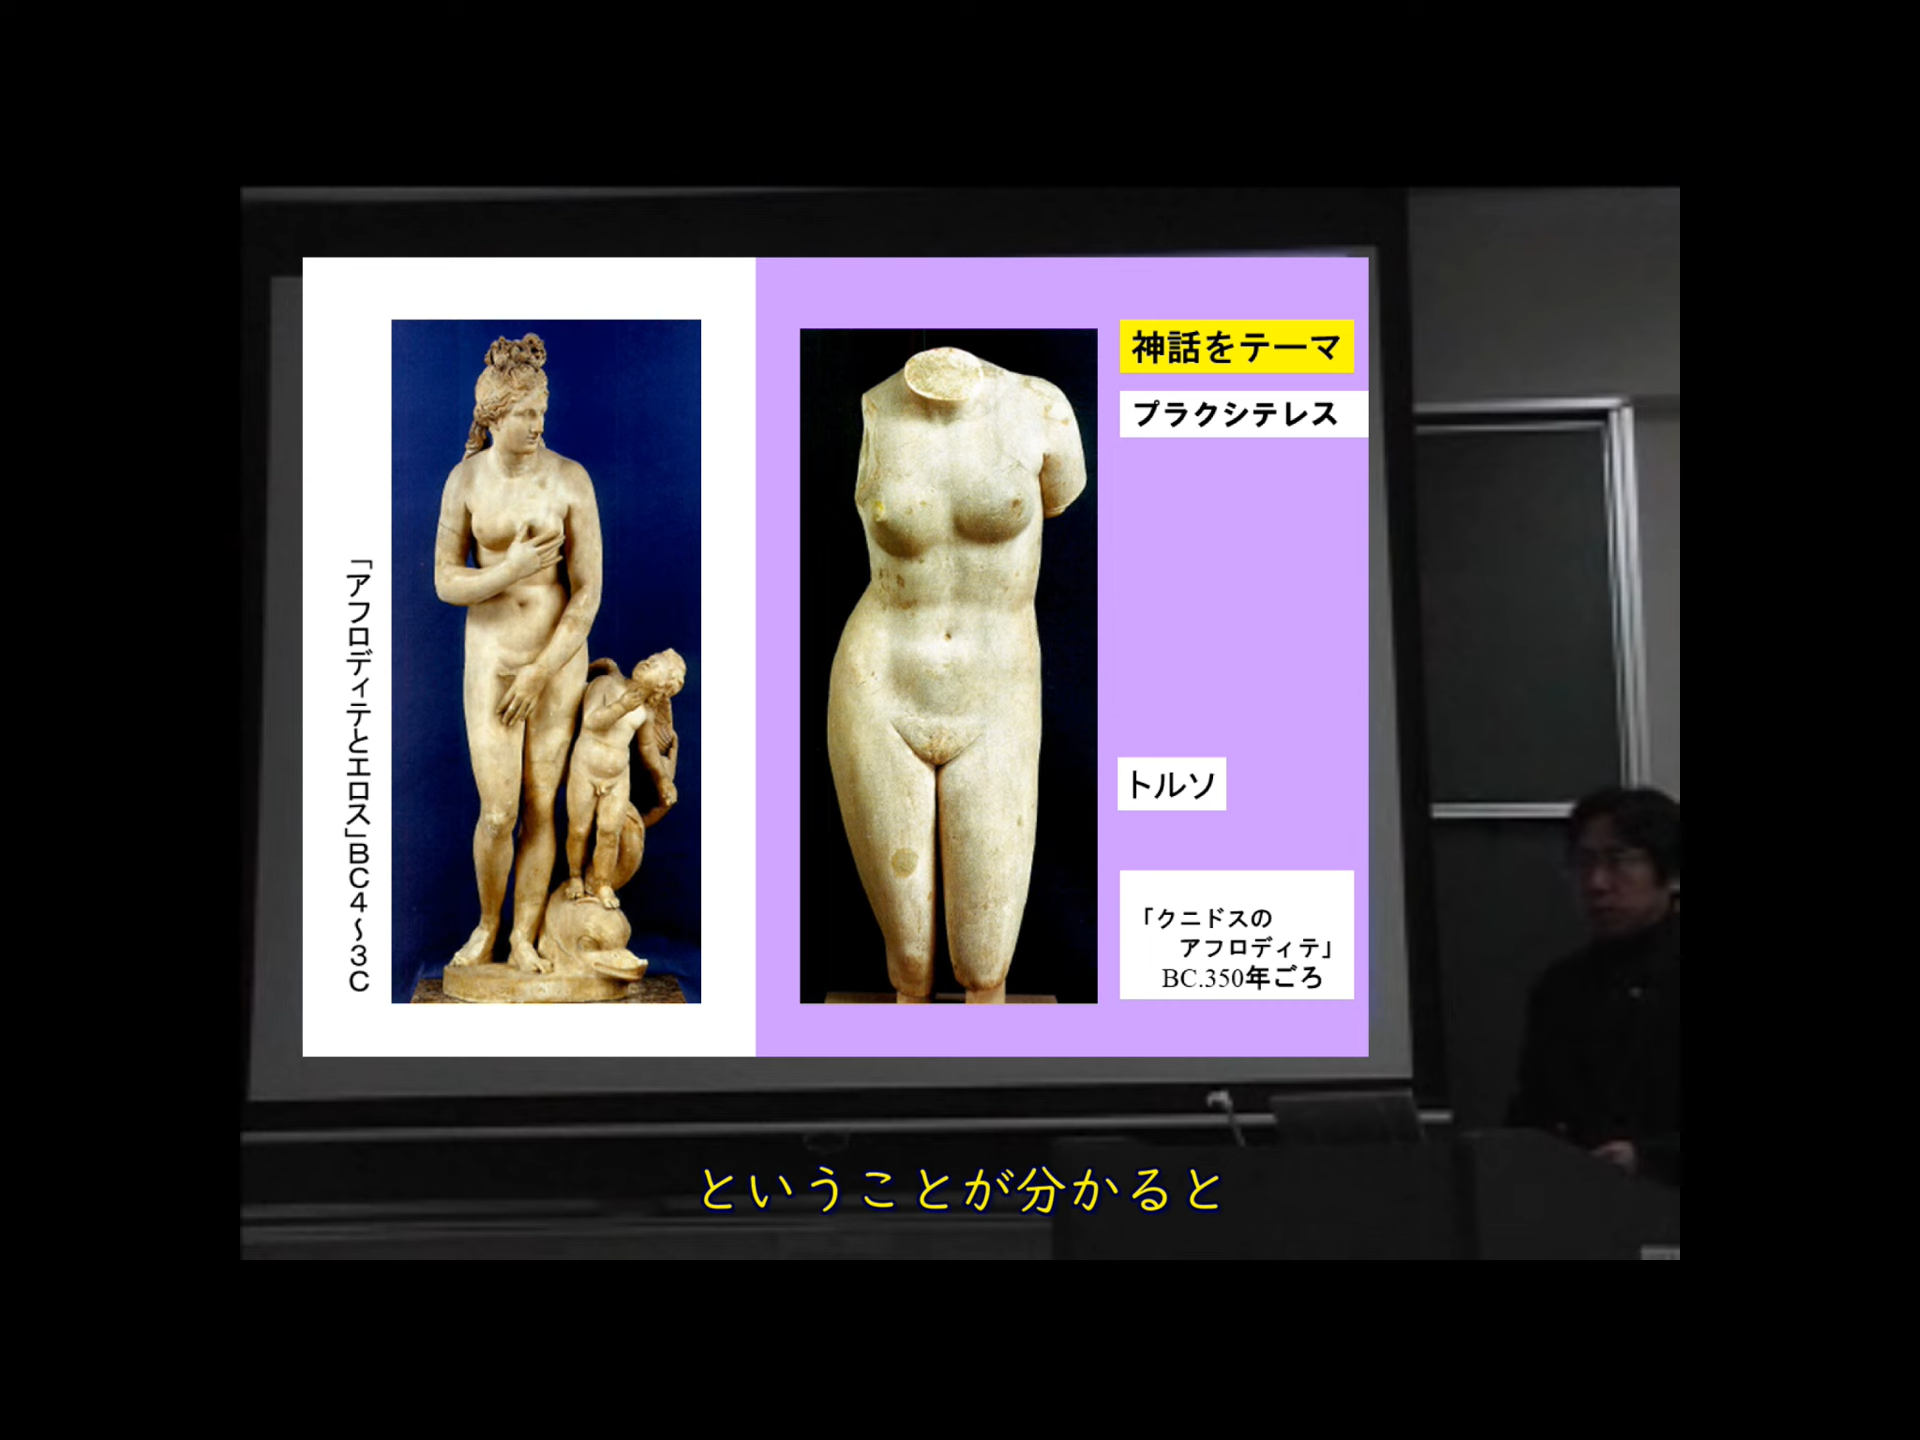 「アフロディテとエロス」BC4～3C
神話をテーマ
プラクシテレス
トルソ
「クニドスの
アフロディテ」
BC.350年ごろ
ということが分かると